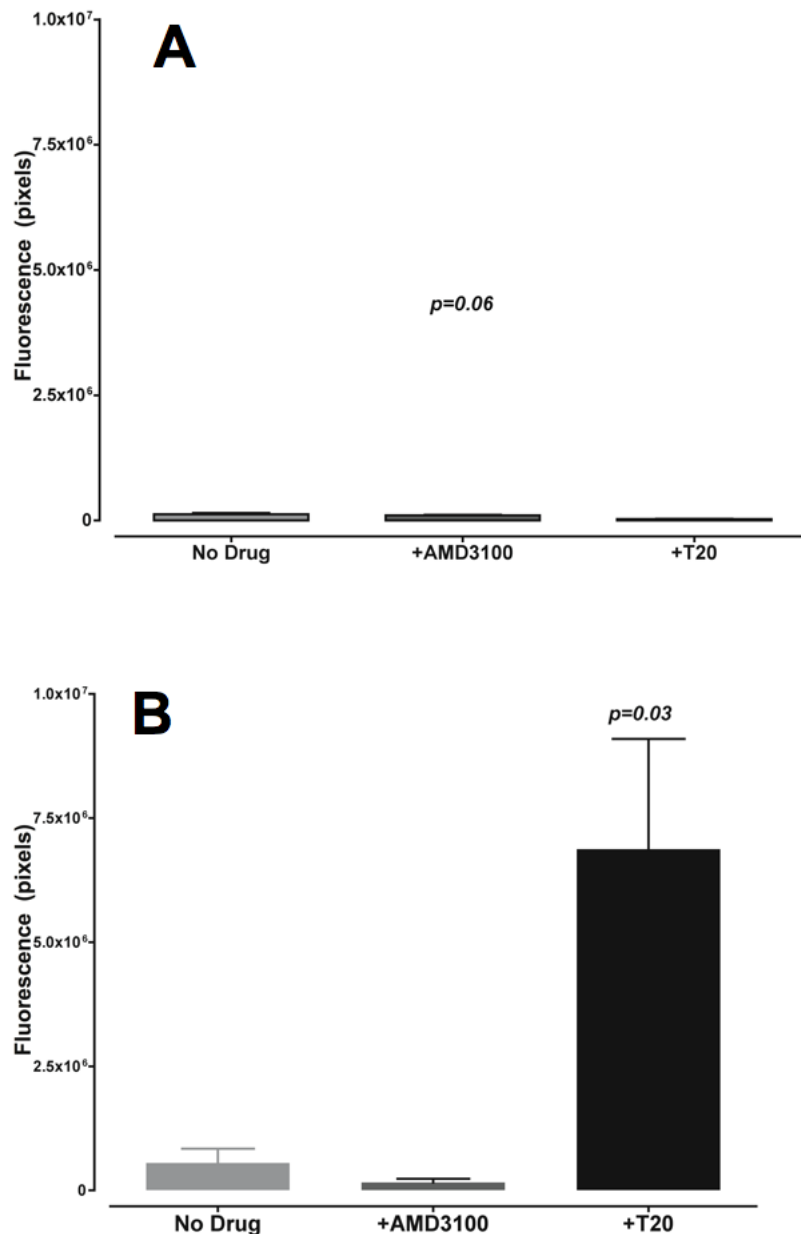 A
Fluorescence (pixels)
1.0x10⁷
7.5x10⁶
5.0x10⁶
2.5x10⁶
0
p=0.06
No Drug +AMD3100 +T20
B
Fluorescence (pixels)
1.0x10⁷
7.5x10⁶
5.0x10⁶
2.5x10⁶
0
p=0.03
No Drug +AMD3100 +T20